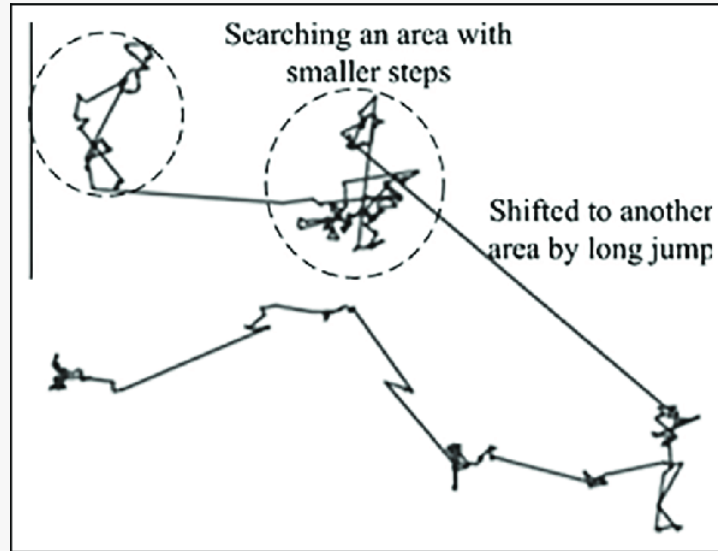 Searching an area with
smaller steps
Shifted to another
area by long jump